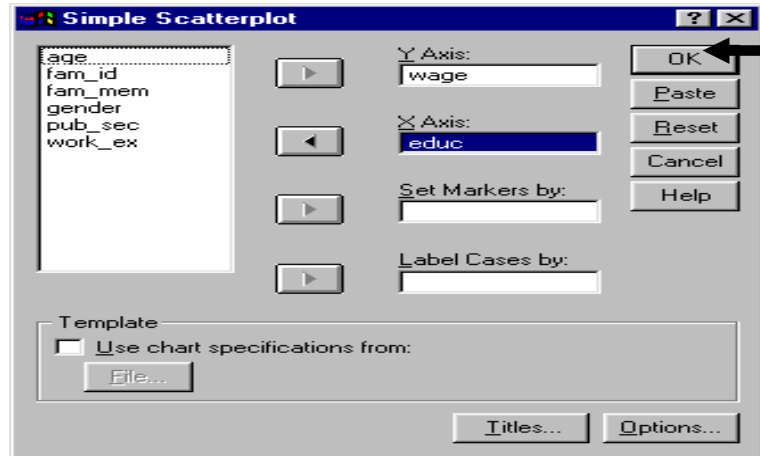 Simple Scatterplot
age
fam_id
fam_mem
gender
pub_sec
work_ex
Y Axis:
wage
X Axis:
educ
Set Markers by:
Label Cases by:
OK
Paste
Reset
Cancel
Help
Template
Use chart specifications from:
File...
Titles...
Options...